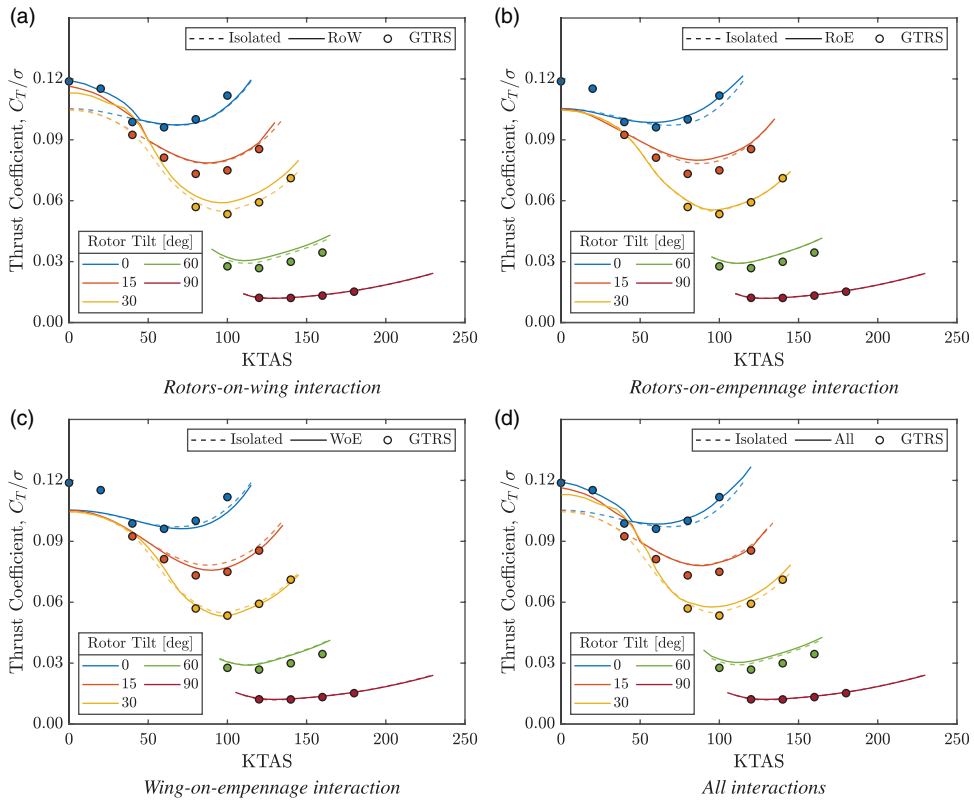 (a)
Isolated RoW GTRS
Thrust Coefficient, C_T/σ
0.12
0.09
0.06
0.03
0.00
Rotor Tilt [deg]
0 60
15 90
30
0 50 100 150 200 250
KTAS
Rotors-on-wing interaction
(b)
Isolated RoE GTRS
Thrust Coefficient, C_T/σ
0.12
0.09
0.06
0.03
0.00
Rotor Tilt [deg]
0 60
15 90
30
0 50 100 150 200 250
KTAS
Rotors-on-empennage interaction
(c)
Isolated WoE GTRS
Thrust Coefficient, C_T/σ
0.12
0.09
0.06
0.03
0.00
Rotor Tilt [deg]
0 60
15 90
30
0 50 100 150 200 250
KTAS
Wing-on-empennage interaction
(d)
Isolated All GTRS
Thrust Coefficient, C_T/σ
0.12
0.09
0.06
0.03
0.00
Rotor Tilt [deg]
0 60
15 90
30
0 50 100 150 200 250
KTAS
All interactions